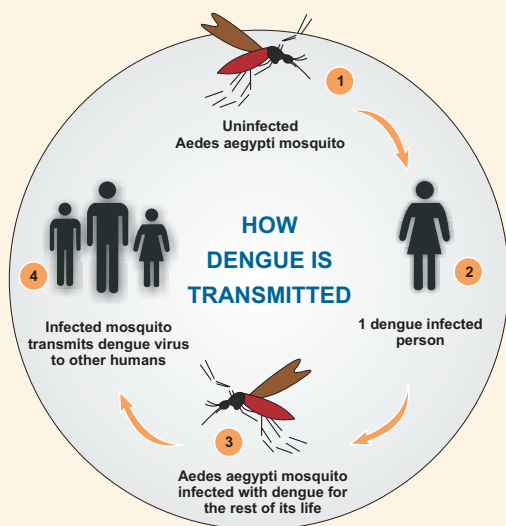 1
Uninfected
Aedes aegypti mosquito
HOW
DENGUE IS
TRANSMITTED
2
1 dengue infected
person
3
Aedes aegypti mosquito
infected with dengue for
the rest of its life
4
Infected mosquito
transmits dengue virus
to other humans